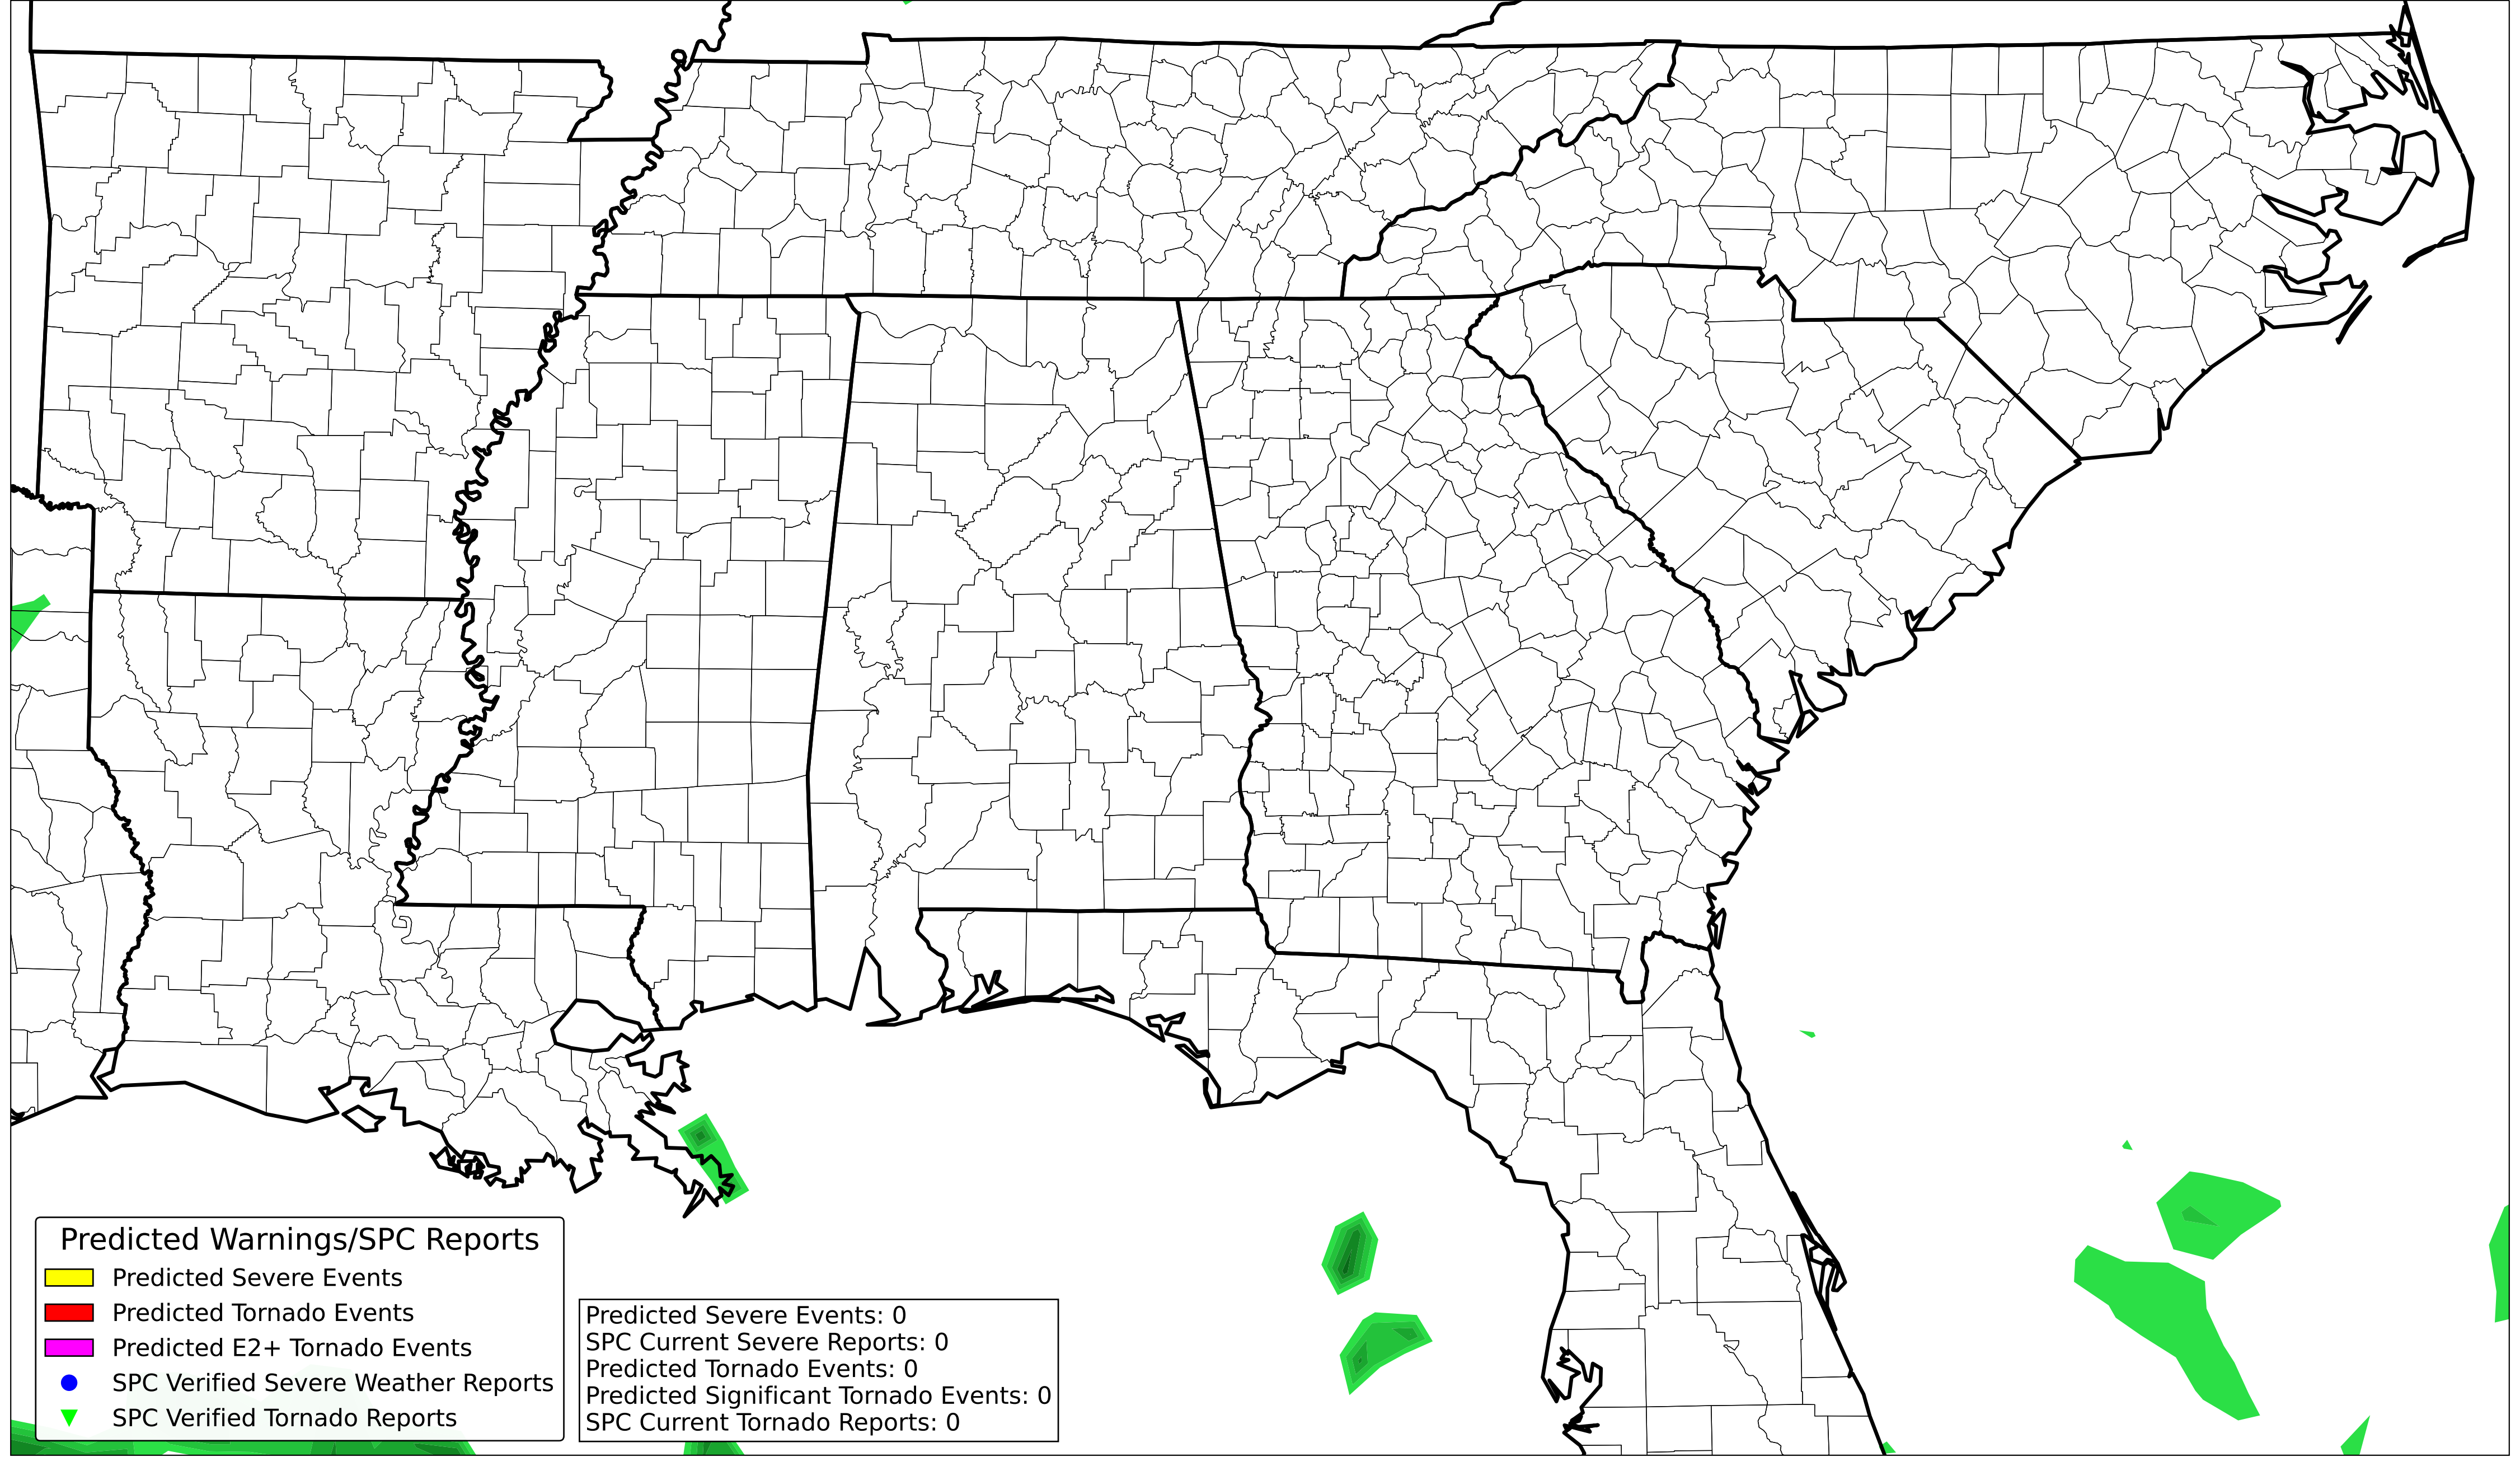 Predicted Warnings/SPC Reports
Predicted Severe Events
Predicted Tornado Events
Predicted E2+ Tornado Events
SPC Verified Severe Weather Reports
SPC Verified Tornado Reports
Predicted Severe Events: 0
SPC Current Severe Reports: 0
Predicted Tornado Events: 0
Predicted Significant Tornado Events: 0
SPC Current Tornado Reports: 0